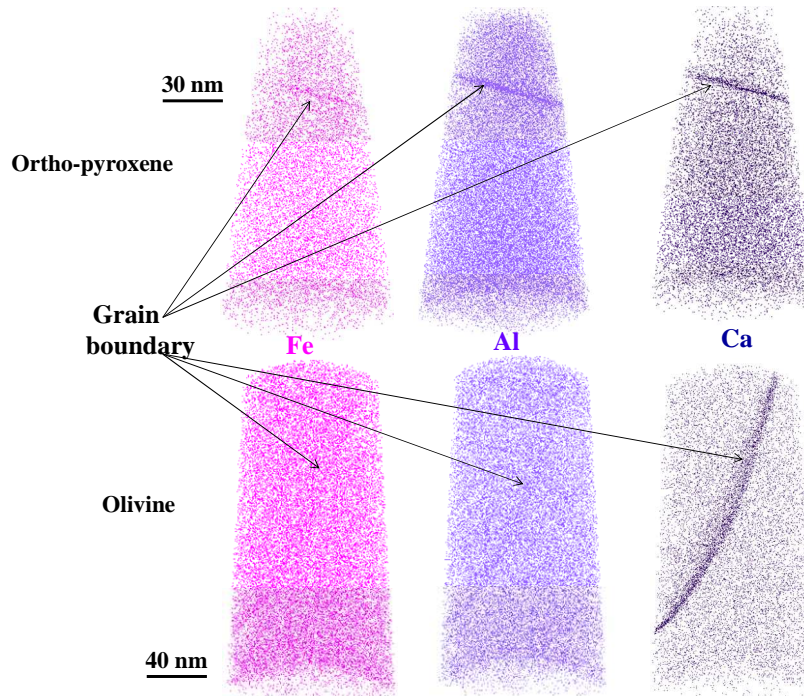 30 nm
Ortho-pyroxene
Grain
boundary
Fe
Al
Ca
Olivine
40 nm